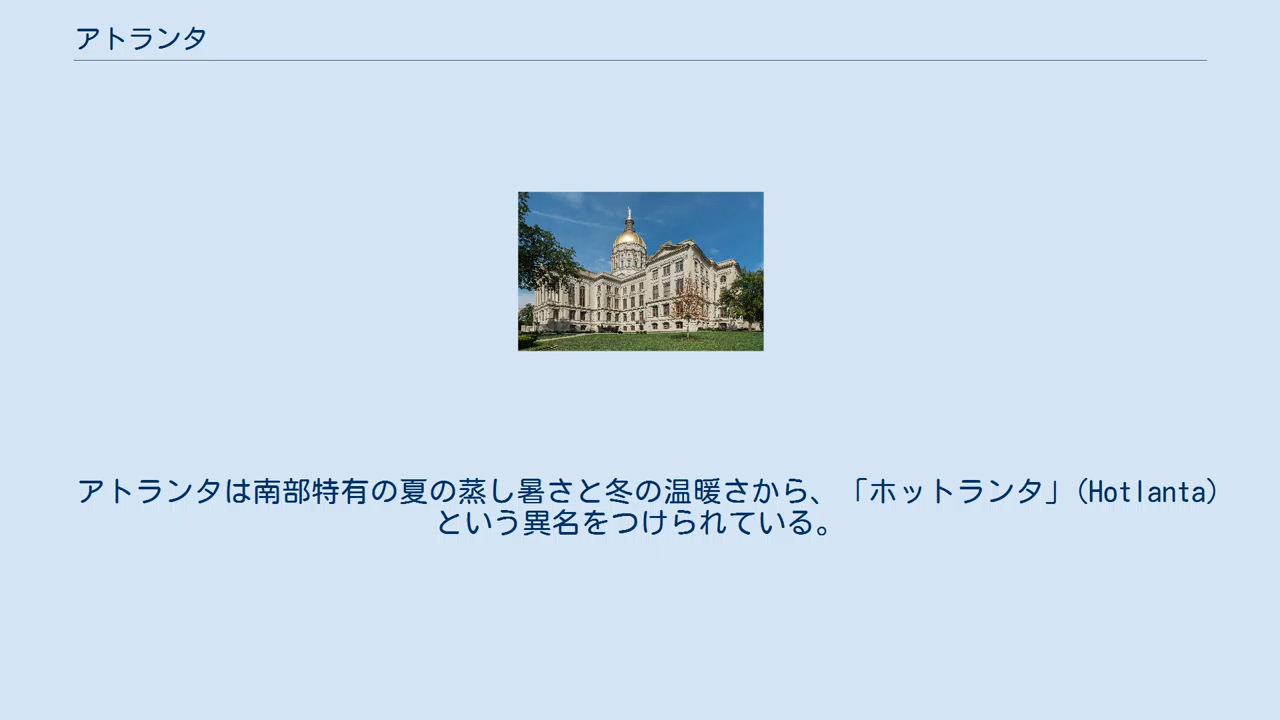 アトランタ
アトランタは南部特有の夏の蒸し暑さと冬の温暖さから、「ホットランタ」(Hotlanta)
という異名をつけられている。